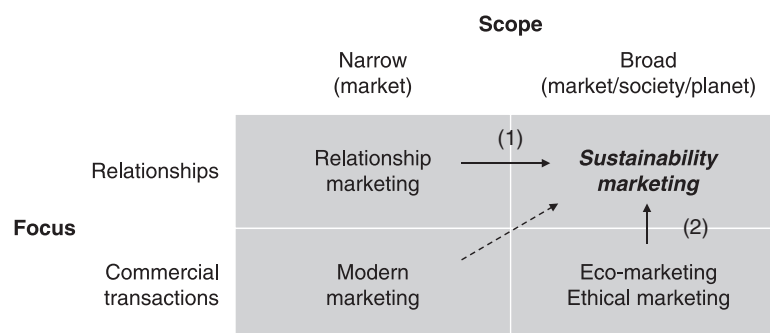 Scope
Narrow
(market)
Broad
(market/society/planet)
Relationships
Relationship
marketing
(1)
Sustainability
marketing
Focus
(2)
Commercial
transactions
Modern
marketing
Eco-marketing
Ethical marketing